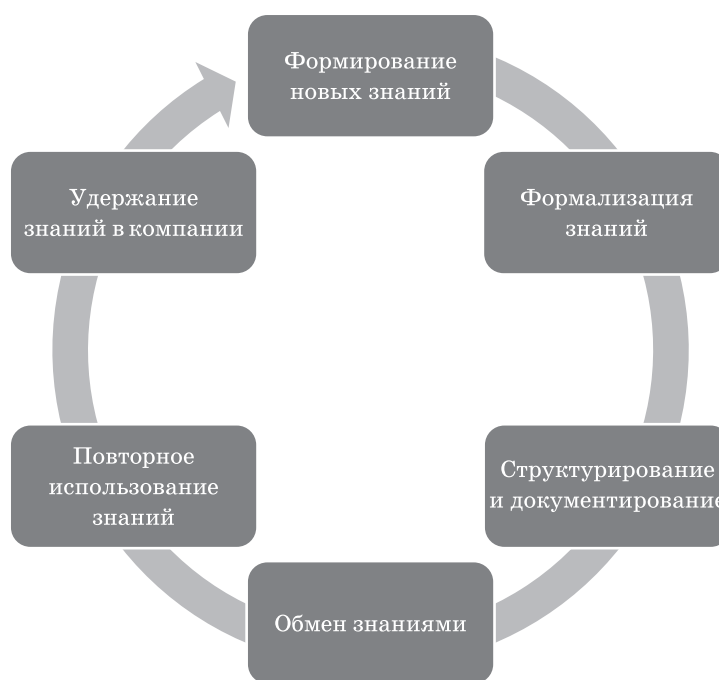 Формирование
новых знаний
Формализация
знаний
Структурирование
и документирование
Обмен знаниями
Повторное
использование
знаний
Удержание
знаний в компании